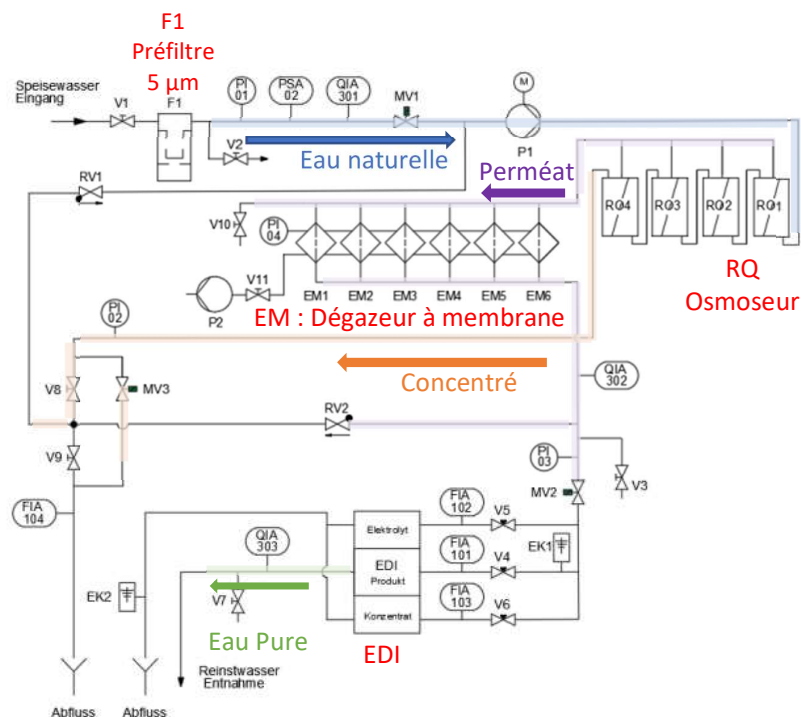 F1
Préfiltre
5 µm
Speisewasser
Eingang
V1
F1
PI
01
PSA
02
QIA
301
MV1
M
P1
V2
Eau naturelle
Perméat
RV1
V10
PI
04
RO4
RO3
RO2
RO1
P2
V11
EM1
EM2
EM3
EM4
EM5
EM6
RQ
Osmoseur
EM : Dégazeur à membrane
PI
02
Concentré
QIA
302
V8
MV3
RV2
V9
PI
03
V3
MV2
FIA
104
FIA
102
V5
Elektrolyt
QIA
303
EDI
Produkt
FIA
101
V4
EK1
EK2
V7
Konzentrat
FIA
103
V6
Eau Pure
EDI
Reinstwasser
Entnahme
Abfluss
Abfluss